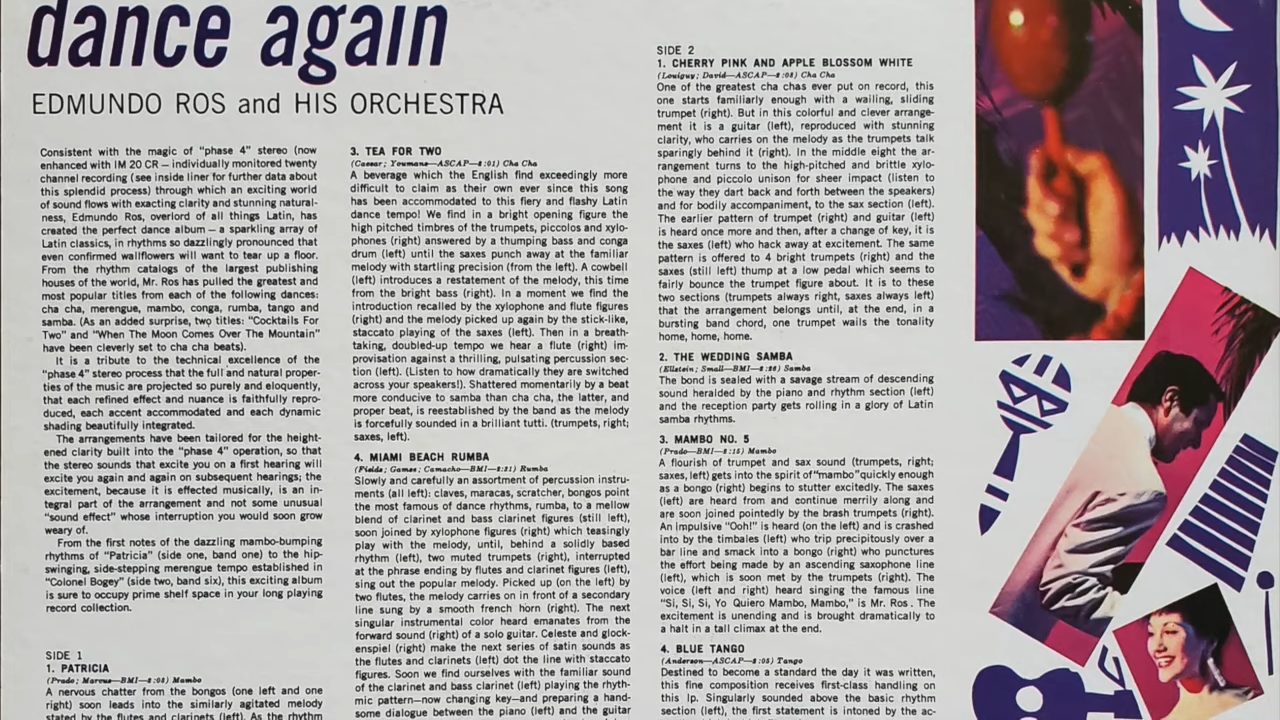 dance again
EDMUNDO ROS and HIS ORCHESTRA
Consistent with the magic of "phase 4" stereo (now
enhanced with IM 20 CR — individually monitored twenty
channel recording (see inside liner for further data about
this splendid process) through which an exciting world
of sound flows with exacting clarity and stunning natural-
ness, Edmundo Ros, overlord of all things Latin, has
created the perfect dance album — a sparkling array of
Latin classics, in rhythms so dazzlingly pronounced that
even confirmed wallflowers will want to tear up a floor.
From the rhythm catalogs of the largest publishing
houses of the world, Mr. Ros has pulled the greatest and
most popular titles from each of the following dances:
cha cha, merengue, mambo, conga, rumba, tango and
samba. (As an added surprise, two titles: "Cocktails For
Two" and "When The Moon Comes Over The Mountain"
have been cleverly set to cha cha beats).
It is a tribute to the technical excellence of the
"phase 4" stereo process that the full and natural proper-
ties of the music are projected so purely and eloquently,
that each refined effect and nuance is faithfully repro-
duced, each accent accommodated and each dynamic
shading beautifully integrated.
The arrangements have been tailored for the height-
ened clarity built into the "phase 4" operation, so that
the stereo sounds that excite you on a first hearing will
excite you again and again on subsequent hearings; the
excitement, because it is effected musically, is an in-
tegral part of the arrangement and not some unusual
"sound effect" whose interruption you would soon grow
weary of.
From the first notes of the dazzling mambo-bumping
rhythms of "Patricia" (side one, band one) to the hip-
swinging, side-stepping merengue tempo established in
"Colonel Bogey" (side two, band six), this exciting album
is sure to occupy prime shelf space in your long playing
record collection.
SIDE 1
1. PATRICIA
(Prado; Marcus—BMI—2:08) Mambo
A nervous chatter from the bongos (one left and one
right) soon leads into the similarly agitated melody
stated by the flutes and clarinets (left). As the rhythm
3. TEA FOR TWO
(Caesar; Youmans—ASCAP—2:01) Cha Cha
A beverage which the English find exceedingly more
difficult to claim as their own ever since this song
has been accommodated to this fiery and flashy Latin
dance tempo! We find in a bright opening figure the
high pitched timbres of the trumpets, piccolos and xylo-
phones (right) answered by a thumping bass and conga
drum (left) until the saxes punch away at the familiar
melody with startling precision (from the left). A cowbell
(left) introduces a restatement of the melody, this time
from the bright bass (right). In a moment we find the
introduction recalled by the xylophone and flute figures
(right) and the melody picked up again by the stick-like,
staccato playing of the saxes (left). Then in a breath-
taking, doubled-up tempo we hear a flute (right) im-
provisation against a thrilling, pulsating percussion sec-
tion (left). (Listen to how dramatically they are switched
across your speakers!). Shattered momentarily by a beat
more conducive to samba than cha cha, the latter, and
proper beat, is reestablished by the band as the melody
is forcefully sounded in a brilliant tutti. (trumpets, right;
saxes, left).
4. MIAMI BEACH RUMBA
(Fields; Games; Camacho—BMI—2:21) Rumba
Slowly and carefully an assortment of percussion instru-
ments (all left): claves, maracas, scratcher, bongos point
the most famous of dance rhythms, rumba, to a mellow
blend of clarinet and bass clarinet figures (still left),
soon joined by xylophone figures (right) which teasingly
play with the melody, until, behind a solidly based
rhythm (left), two muted trumpets (right), interrupted
at the phrase ending by flutes and clarinet figures (left),
sing out the popular melody. Picked up (on the left) by
two flutes, the melody carries on in front of a secondary
line sung by a smooth french horn (right). The next
singular instrumental color heard emanates from the
forward sound (right) of a solo guitar. Celeste and glock-
enspiel (right) make the next series of satin sounds as
the flutes and clarinets (left) dot the line with staccato
figures. Soon we find ourselves with the familiar sound
of the clarinet and bass clarinet (left) playing the rhyth-
mic pattern—now changing key—and preparing a hand-
some dialogue between the piano (left) and the guitar
SIDE 2
1. CHERRY PINK AND APPLE BLOSSOM WHITE
(Louiguy; David—ASCAP—2:08) Cha Cha
One of the greatest cha chas ever put on record, this
one starts familiarly enough with a wailing, sliding
trumpet (right). But in this colorful and clever arrange-
ment it is a guitar (left), reproduced with stunning
clarity, who carries on the melody as the trumpets talk
sparingly behind it (right). In the middle eight the ar-
rangement turns to the high-pitched and brittle xylo-
phone and piccolo unison for sheer impact (listen to
the way they dart back and forth between the speakers)
and for bodily accompaniment, to the sax section (left).
The earlier pattern of trumpet (right) and guitar (left)
is heard once more and then, after a change of key, it is
the saxes (left) who hack away at excitement. The same
pattern is offered to 4 bright trumpets (right) and the
saxes (still left) thump at a low pedal which seems to
fairly bounce the trumpet figure about. It is to these
two sections (trumpets always right, saxes always left)
that the arrangement belongs until, at the end, in a
bursting band chord, one trumpet wails the tonality
home, home, home.
2. THE WEDDING SAMBA
(Ellstein; Small—BMI—2:26) Samba
The bond is sealed with a savage stream of descending
sound heralded by the piano and rhythm section (left)
and the reception party gets rolling in a glory of Latin
samba rhythms.
3. MAMBO NO. 5
(Prado—BMI—2:15) Mambo
A flourish of trumpet and sax sound (trumpets, right;
saxes, left) gets into the spirit of "mambo" quickly enough
as a bongo (right) begins to stutter excitedly. The saxes
(left) are heard from and continue merrily along and
are soon joined pointedly by the brash trumpets (right).
An impulsive "Ooh!" is heard (on the left) and is crashed
into by the timbales (left) who trip precipitously over a
bar line and smack into a bongo (right) who punctures
the effort being made by an ascending saxophone line
(left), which is soon met by the trumpets (right). The
voice (left and right) heard singing the famous line
"Si, Si, Si, Yo Quiero Mambo, Mambo," is Mr. Ros. The
excitement is unending and is brought dramatically to
a halt in a tall climax at the end.
4. BLUE TANGO
(Anderson—ASCAP—2:05) Tango
Destined to become a standard the day it was written,
this fine composition receives first-class handling on
this lp. Singularly sounded above the basic rhythm
section (left), the first statement is intoned by the ac-